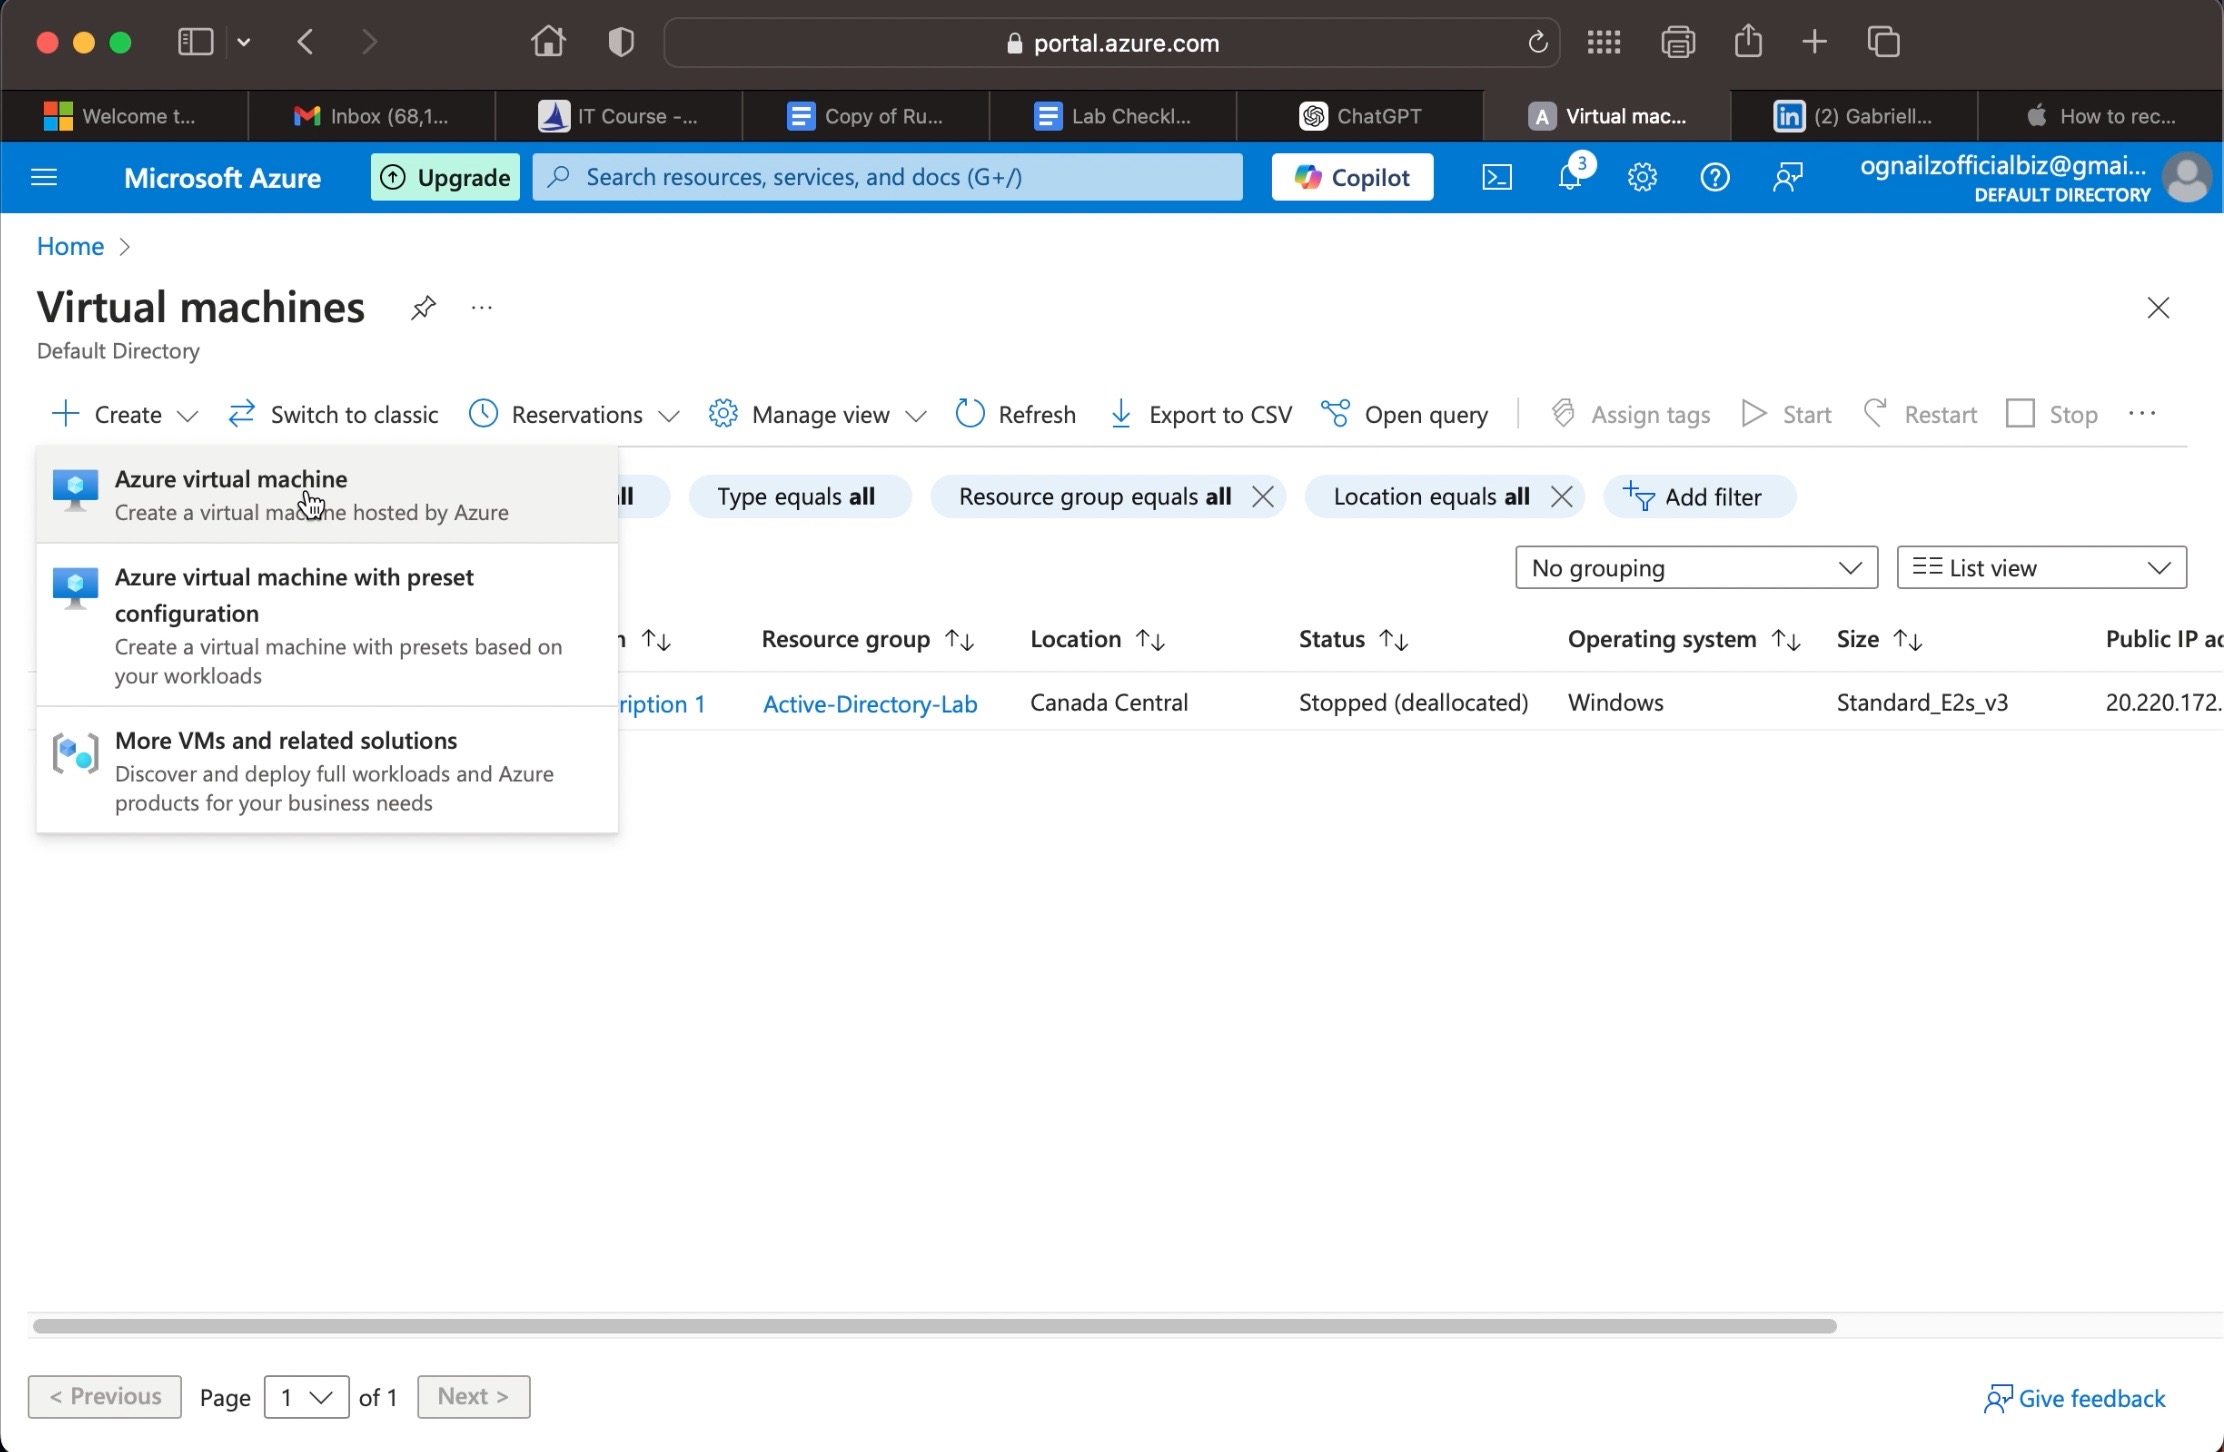 portal.azure.com
Welcome t...
Inbox (68,1...
IT Course -...
Copy of Ru...
Lab Checkl...
ChatGPT
A
Virtual mac...
in
(2) Gabriell...
How to rec...
Microsoft Azure
Upgrade
Search resources, services, and docs (G+/)
Copilot
3
ognailzofficialbiz@gmai...
DEFAULT DIRECTORY
Home >
Virtual machines
...
Default Directory
Create
Switch to classic
Reservations
Manage view
Refresh
Export to CSV
Open query
Assign tags
Start
Restart
Stop
...
Azure virtual machine
Create a virtual machine hosted by Azure
Azure virtual machine with preset
configuration
Create a virtual machine with presets based on
your workloads
More VMs and related solutions
Discover and deploy full workloads and Azure
products for your business needs
Type equals all
Resource group equals all
Location equals all
Add filter
No grouping
List view
Resource group ↑↓
Location ↑↓
Status ↑↓
Operating system ↑↓
Size ↑↓
Public IP ad
ription 1
Active-Directory-Lab
Canada Central
Stopped (deallocated)
Windows
Standard_E2s_v3
20.220.172.
< Previous
Page
1
of 1
Next >
Give feedback